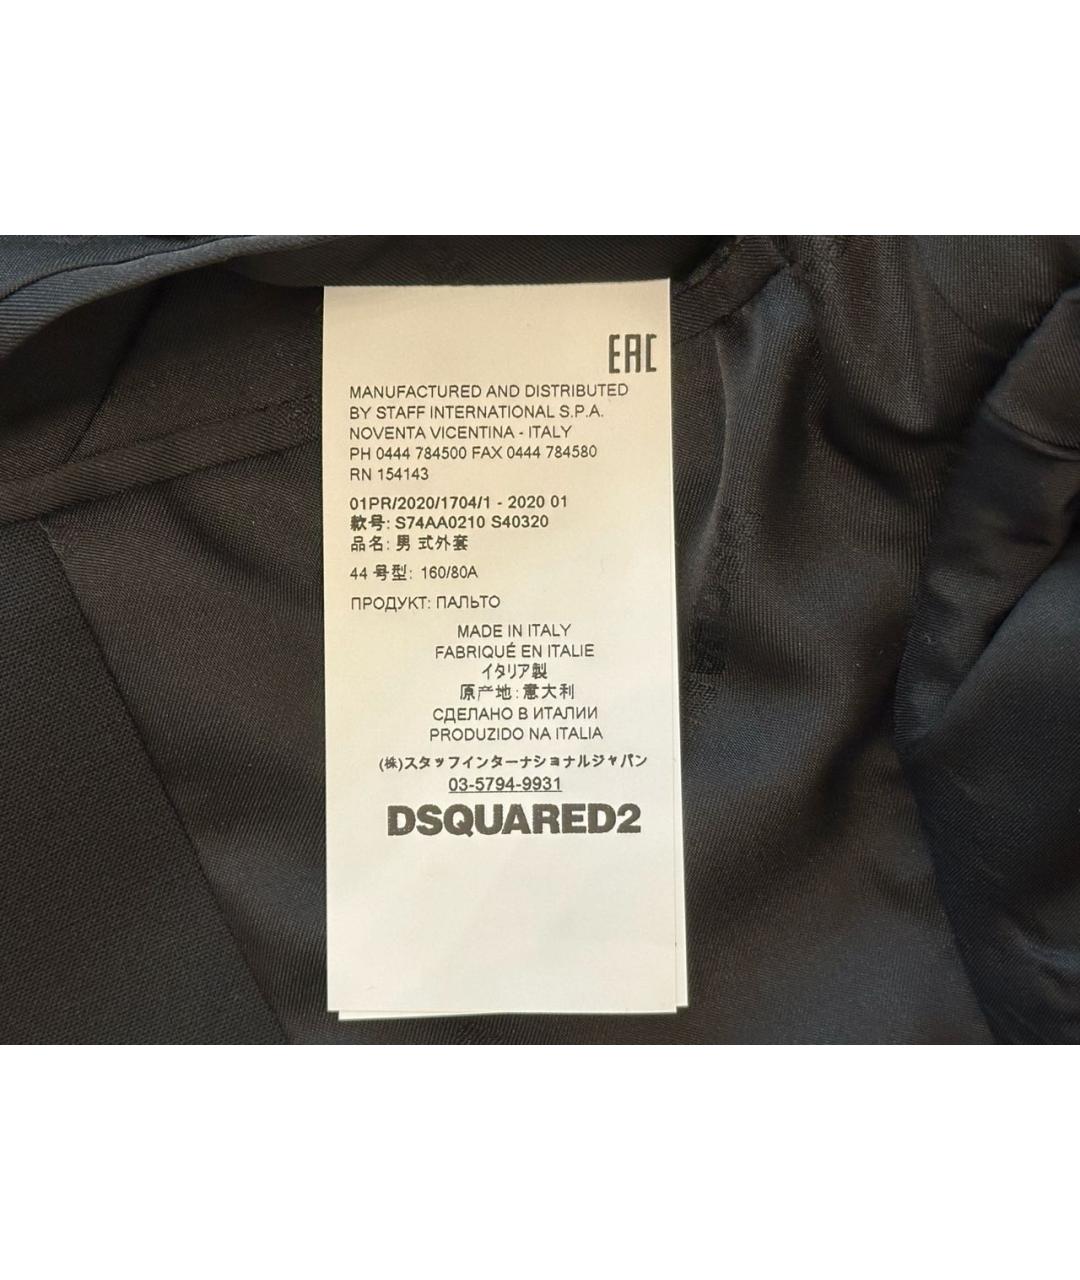 EAC
MANUFACTURED AND DISTRIBUTED
BY STAFF INTERNATIONAL S.P.A.
NOVENTA VICENTINA - ITALY
PH 0444 784500 FAX 0444 784580
RN 154143
01PR/2020/1704/1 - 2020 01
款号: S74AA0210 S40320
品名: 男 式外套
44 号型: 160/80A
ПРОДУКТ: ПАЛЬТО
MADE IN ITALY
FABRIQUÉ EN ITALIE
イタリア製
原产地: 意大利
СДЕЛАНО В ИТАЛИИ
PRODUZIDO NA ITALIA
(株)スタッフインターナショナルジャパン
03-5794-9931
DSQUARED2